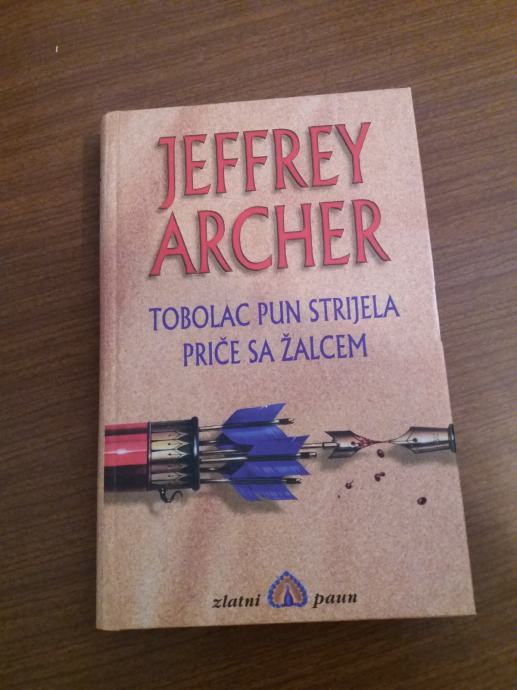 JEFFREY
ARCHER
TOBOLAC PUN STRIJELA
PRIČE SA ŽALCEM
zlatni paun